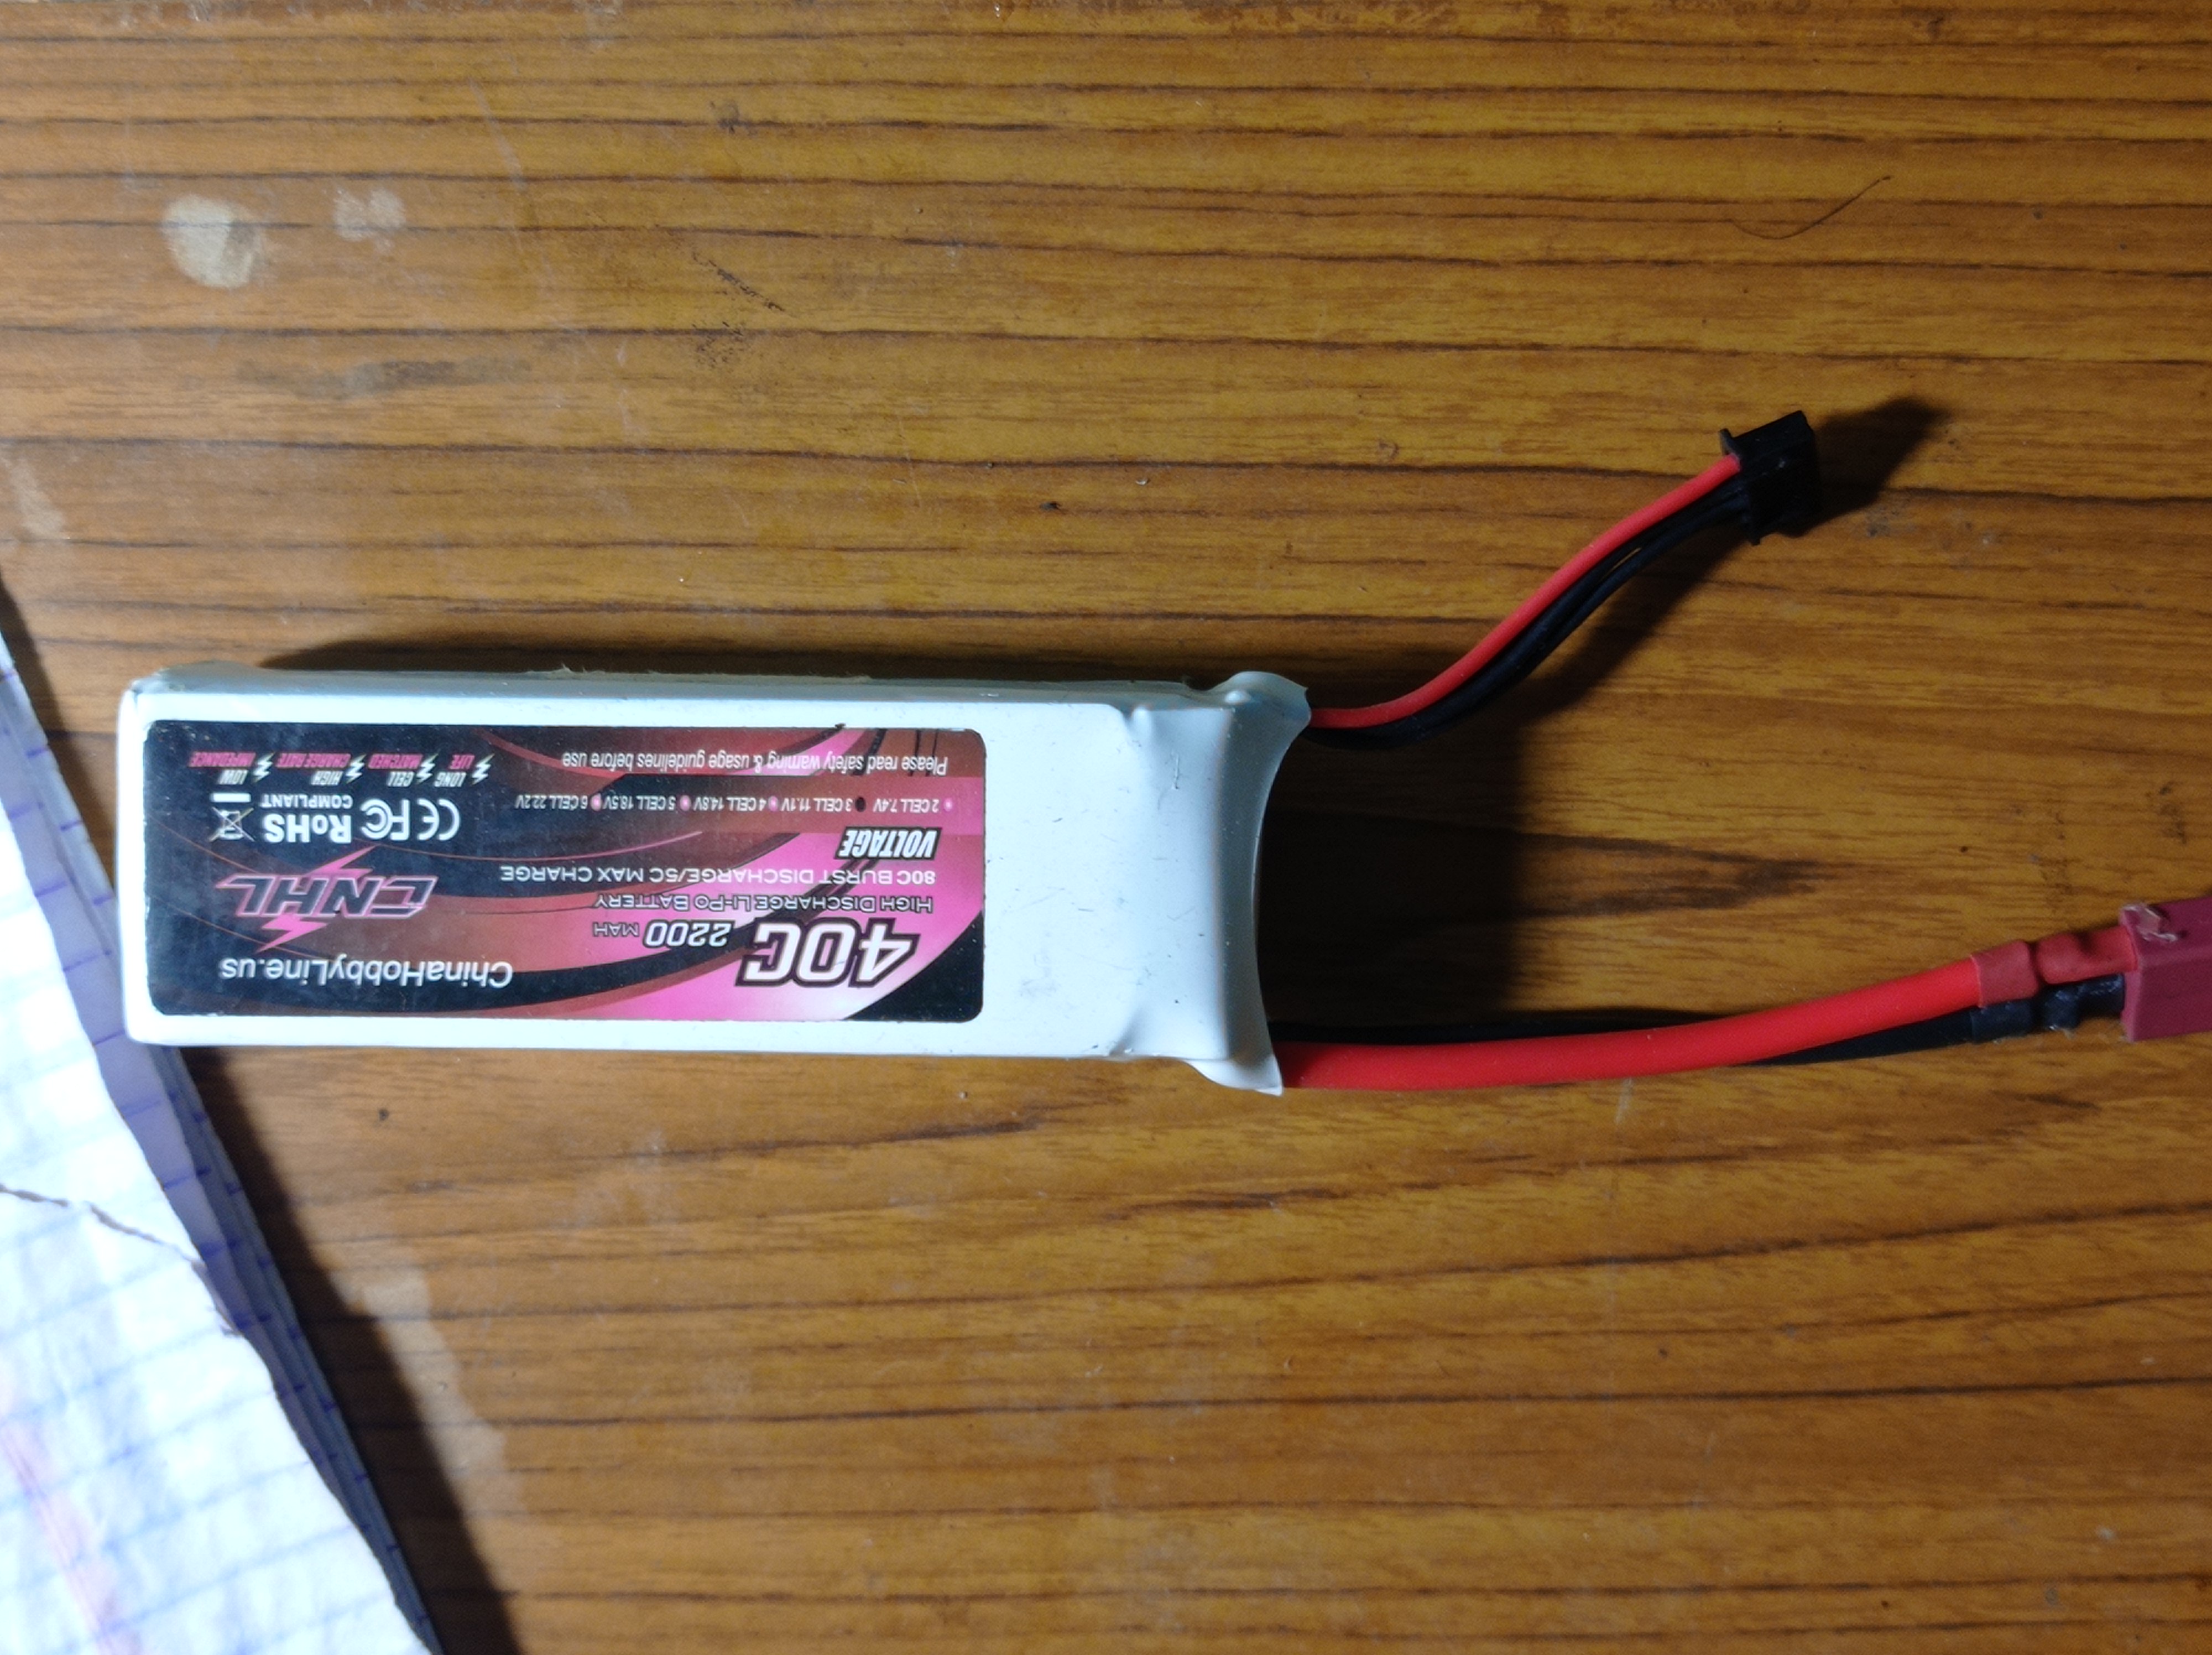 ChinaHobbyLine.us
40C 2200 MAH
HIGH DISCHARGE LI-PO BATTERY
80C BURST DISCHARGE/5C MAX CHARGE
CNHL
VOLTAGE
2 CELL 7.4V 3 CELL 11.1V 4 CELL 14.8V 5 CELL 18.5V 6 CELL 22.2V
CE FC RoHS
COMPLIANT
Please read safety warning & usage guidelines before use
LONG LIFE
CELL MATCHED
HIGH CHARGE RATE
LOW IMPEDANCE